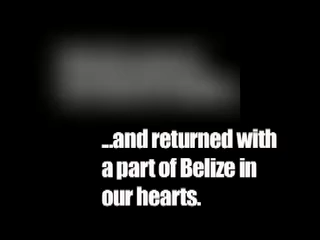 ...and returned with
a part of Belize in
our hearts.